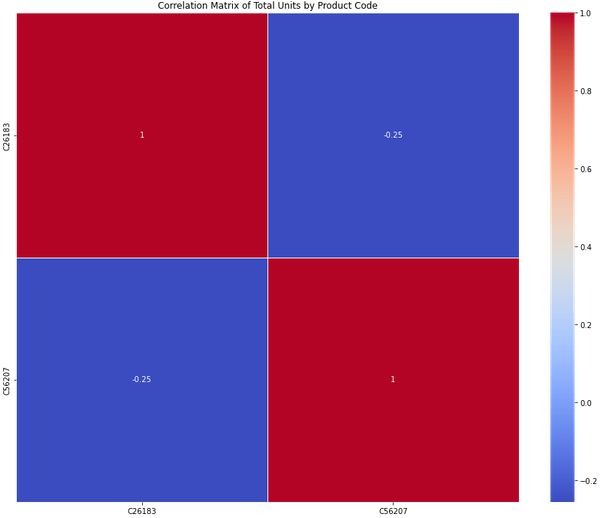 Correlation Matrix of Total Units by Product Code
C26183
1
-0.25
C56207
-0.25
1
C26183
C56207
1.0
0.8
0.6
0.4
0.2
0.0
−0.2